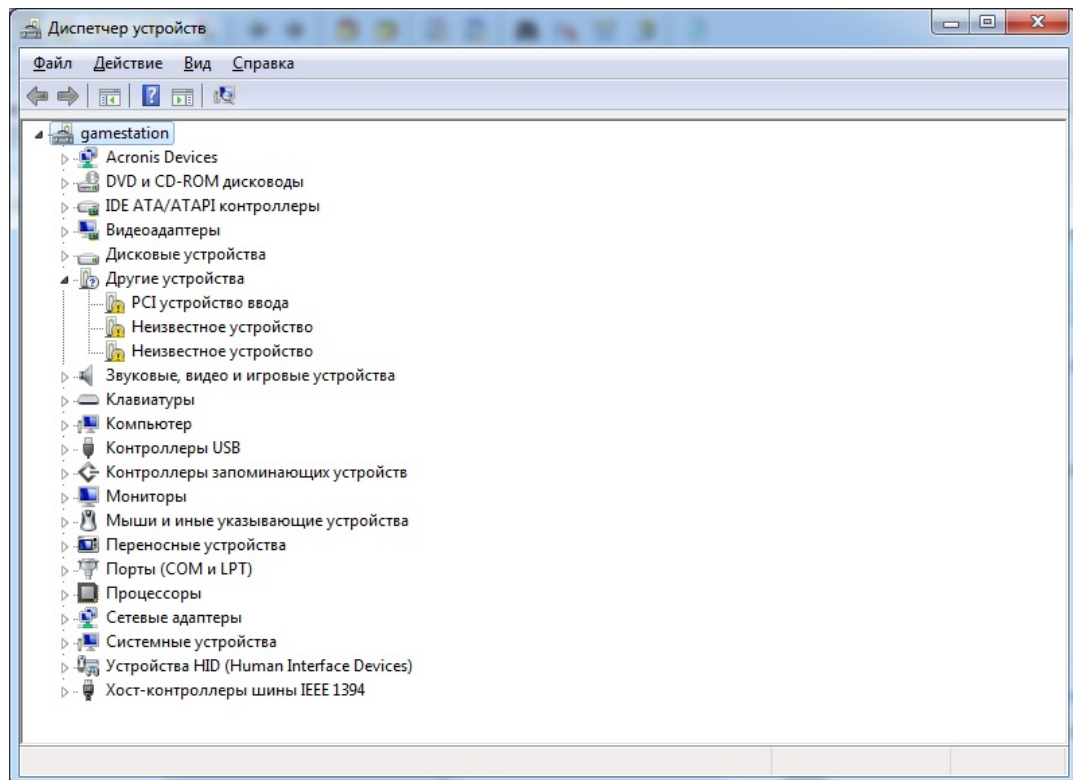 Диспетчер устройств
Файл Действие Вид Справка
gamestation
Acronis Devices
DVD и CD-ROM дисководы
IDE ATA/ATAPI контроллеры
Видеоадаптеры
Дисковые устройства
Другие устройства
PCI устройство ввода
Неизвестное устройство
Неизвестное устройство
Звуковые, видео и игровые устройства
Клавиатуры
Компьютер
Контроллеры USB
Контроллеры запоминающих устройств
Мониторы
Мыши и иные указывающие устройства
Переносные устройства
Порты (COM и LPT)
Процессоры
Сетевые адаптеры
Системные устройства
Устройства HID (Human Interface Devices)
Хост-контроллеры шины IEEE 1394